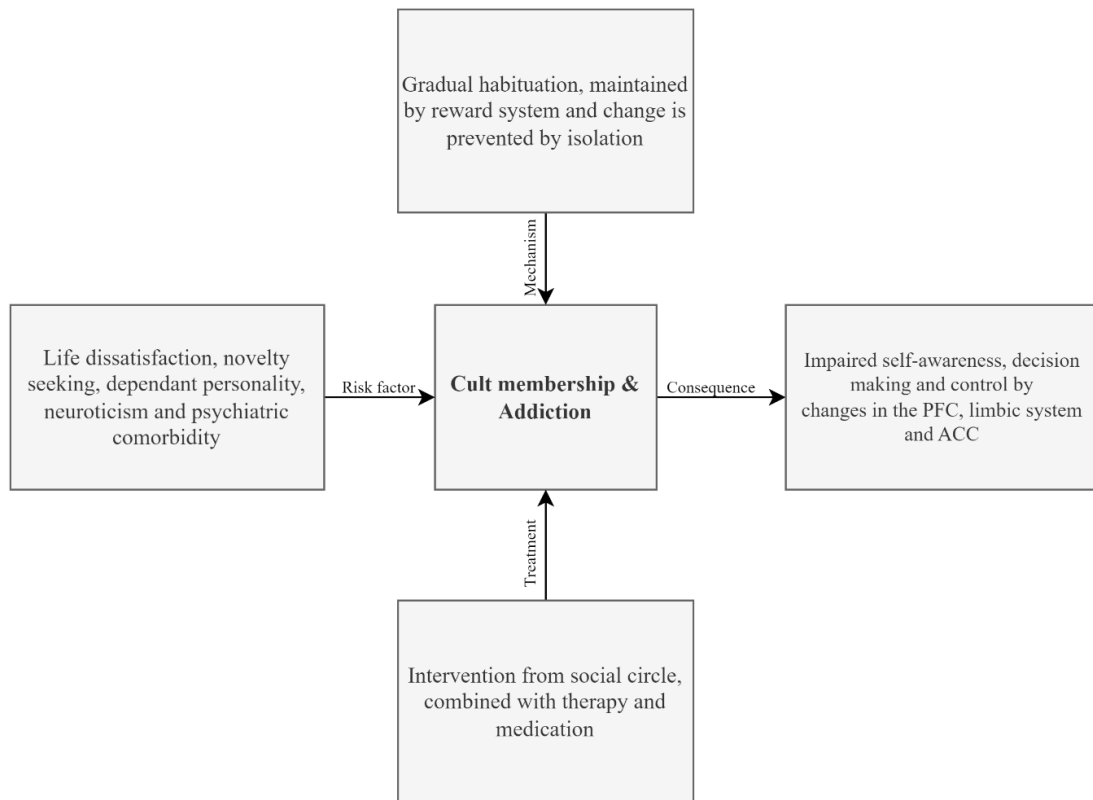 Gradual habituation, maintained
by reward system and change is
prevented by isolation
Mechanism
Life dissatisfaction, novelty
seeking, dependant personality,
neuroticism and psychiatric
comorbidity
Risk factor
Cult membership &
Addiction
Consequence
Impaired self-awareness, decision
making and control by
changes in the PFC, limbic system
and ACC
Treatment
Intervention from social circle,
combined with therapy and
medication